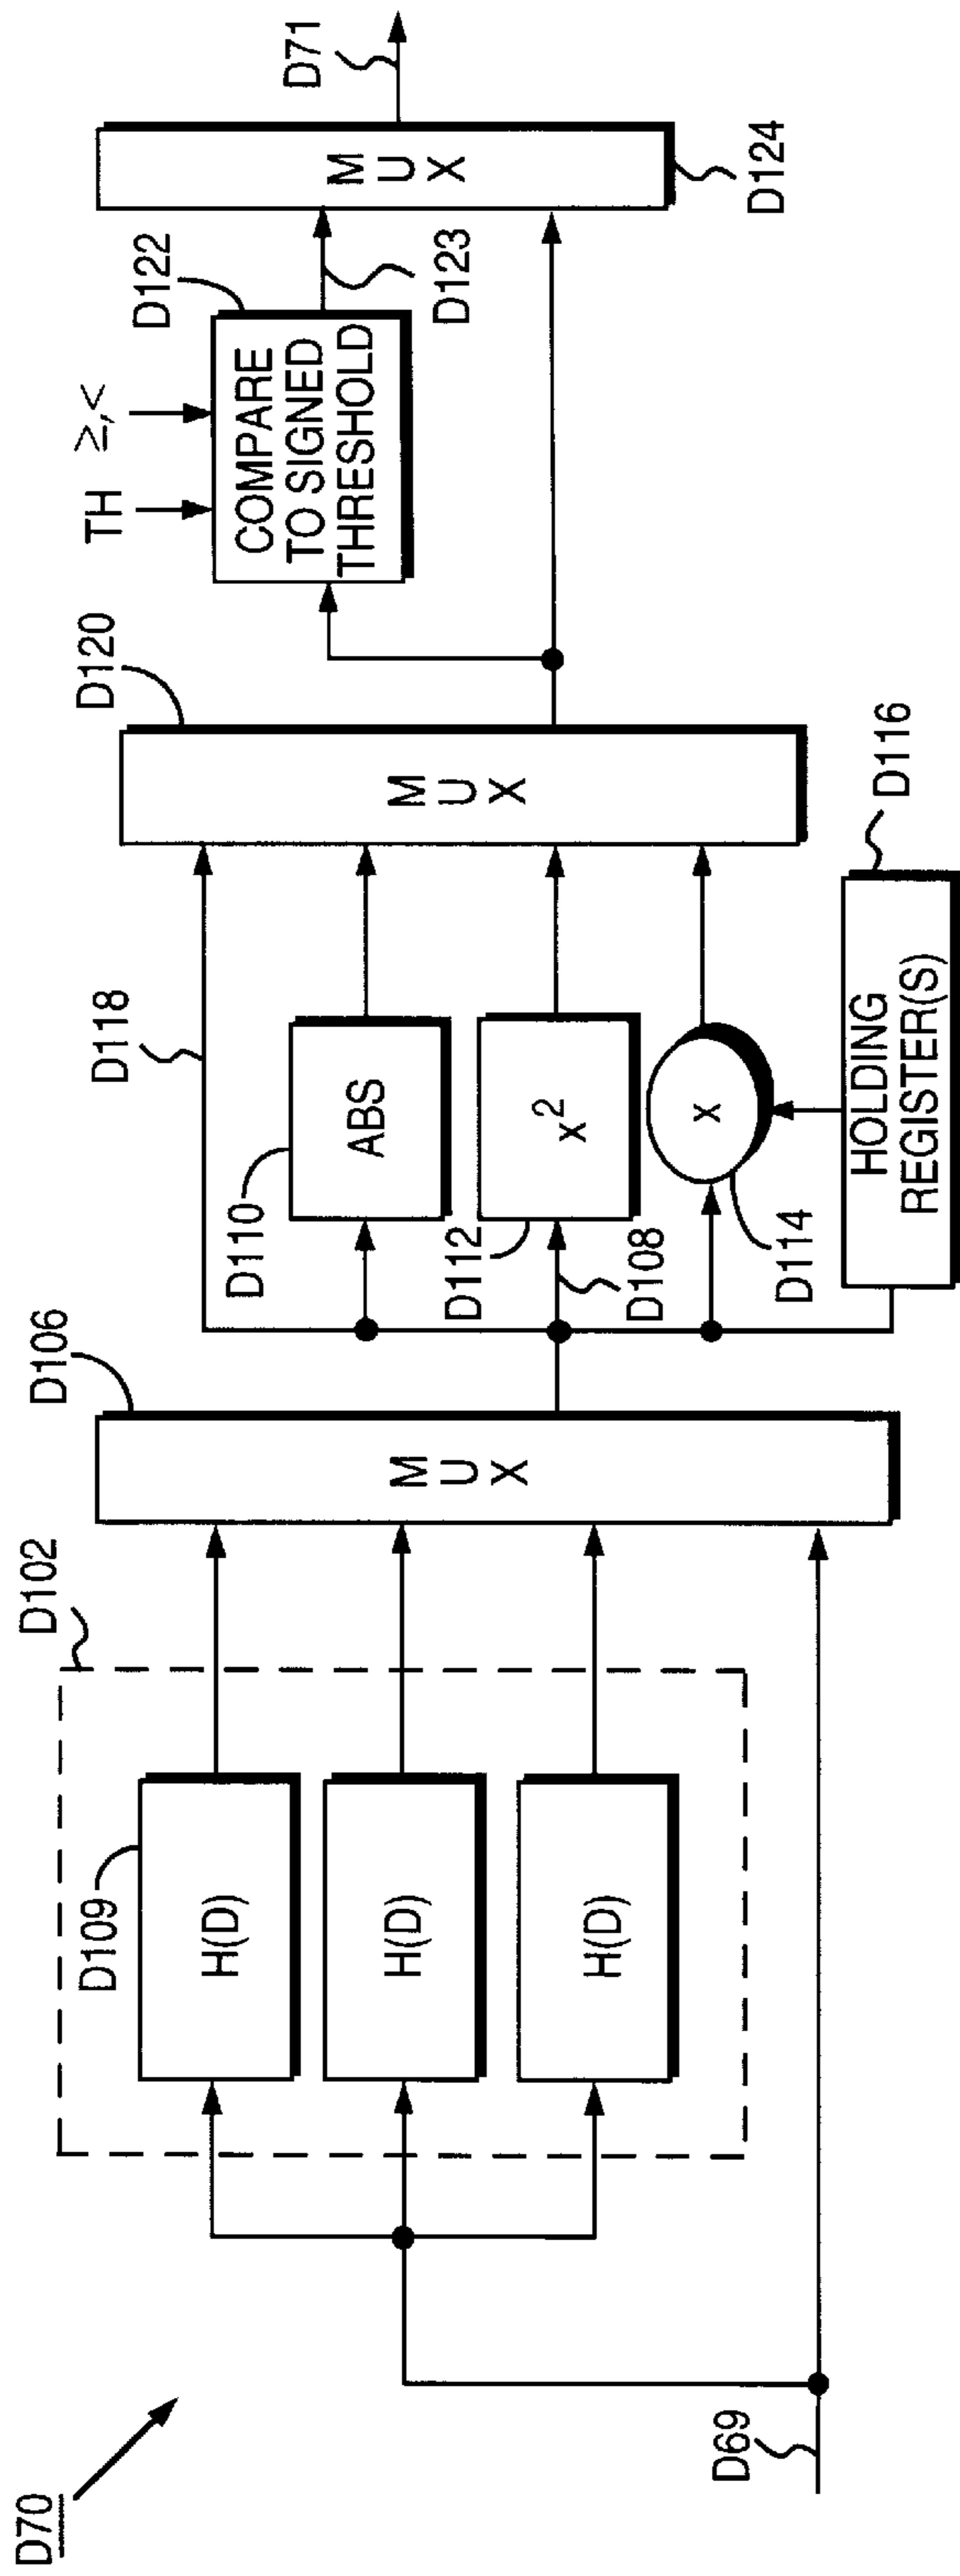 D70
D69
D102
D109
H(D)
H(D)
H(D)
D106
MUX
D118
D110
ABS
D112
x²
D108
D114
x
D116
HOLDING
REGISTER(S)
D120
MUX
TH
≥,<
D122
COMPARE
TO SIGNED
THRESHOLD
D123
MUX
D124
D71